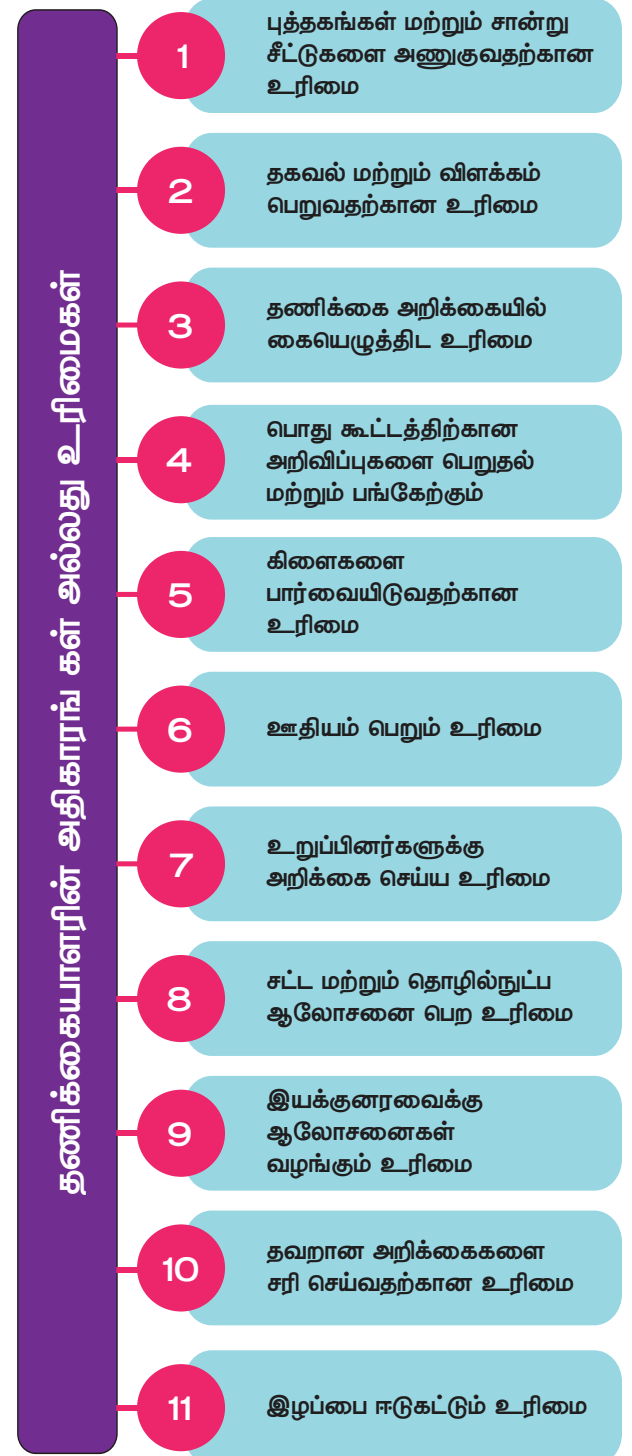 தணிக்கையாளரின் அதிகாரங் கள் அல்லது உரிமைகள்
1
புத்தகங்கள் மற்றும் சான்று
சீட்டுகளை அணுகுவதற்கான
உரிமை
2
தகவல் மற்றும் விளக்கம்
பெறுவதற்கான உரிமை
3
தணிக்கை அறிக்கையில்
கையெழுத்திட உரிமை
4
பொது கூட்டத்திற்கான
அறிவிப்புகளை பெறுதல்
மற்றும் பங்கேற்கும்
5
கிளைகளை
பார்வையிடுவதற்கான
உரிமை
6
ஊதியம் பெறும் உரிமை
7
உறுப்பினர்களுக்கு
அறிக்கை செய்ய உரிமை
8
சட்ட மற்றும் தொழில்நுட்ப
ஆலோசனை பெற உரிமை
9
இயக்குனரவைக்கு
ஆலோசனைகள்
வழங்கும் உரிமை
10
தவறான அறிக்கைகளை
சரி செய்வதற்கான உரிமை
11
இழப்பை ஈடுகட்டும் உரிமை